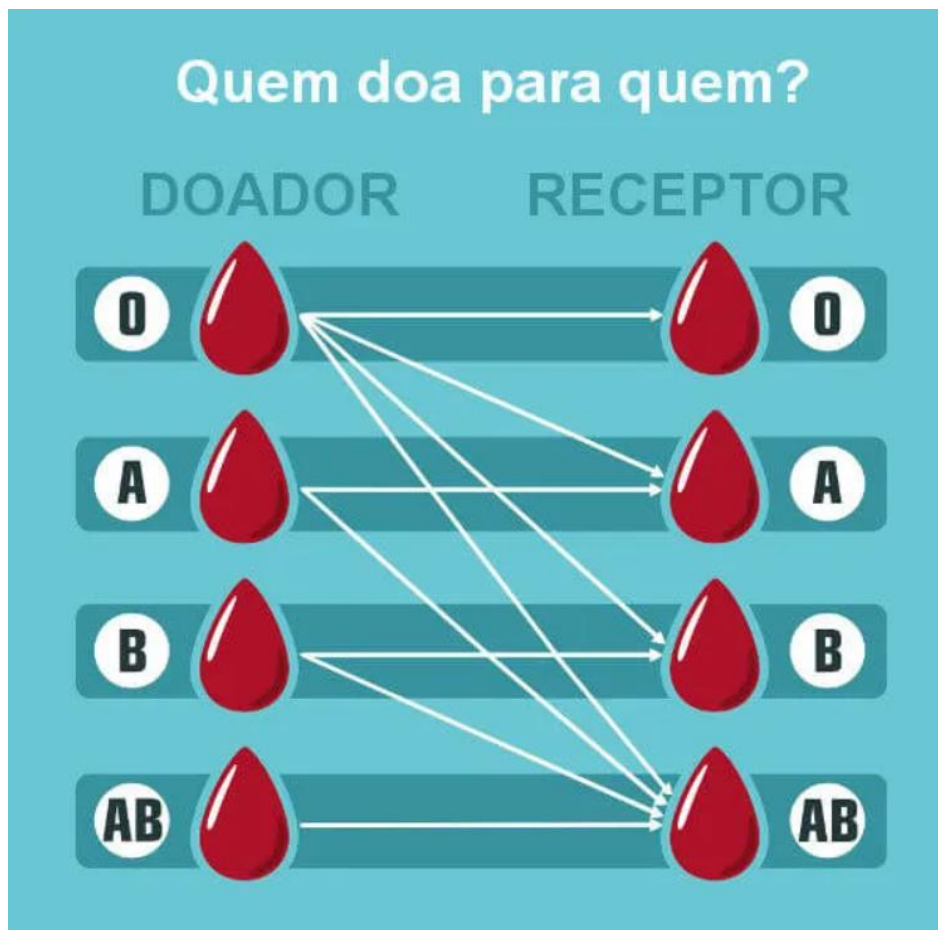 Quem doa para quem?
DOADOR RECEPTOR
O O
A A
B B
AB AB